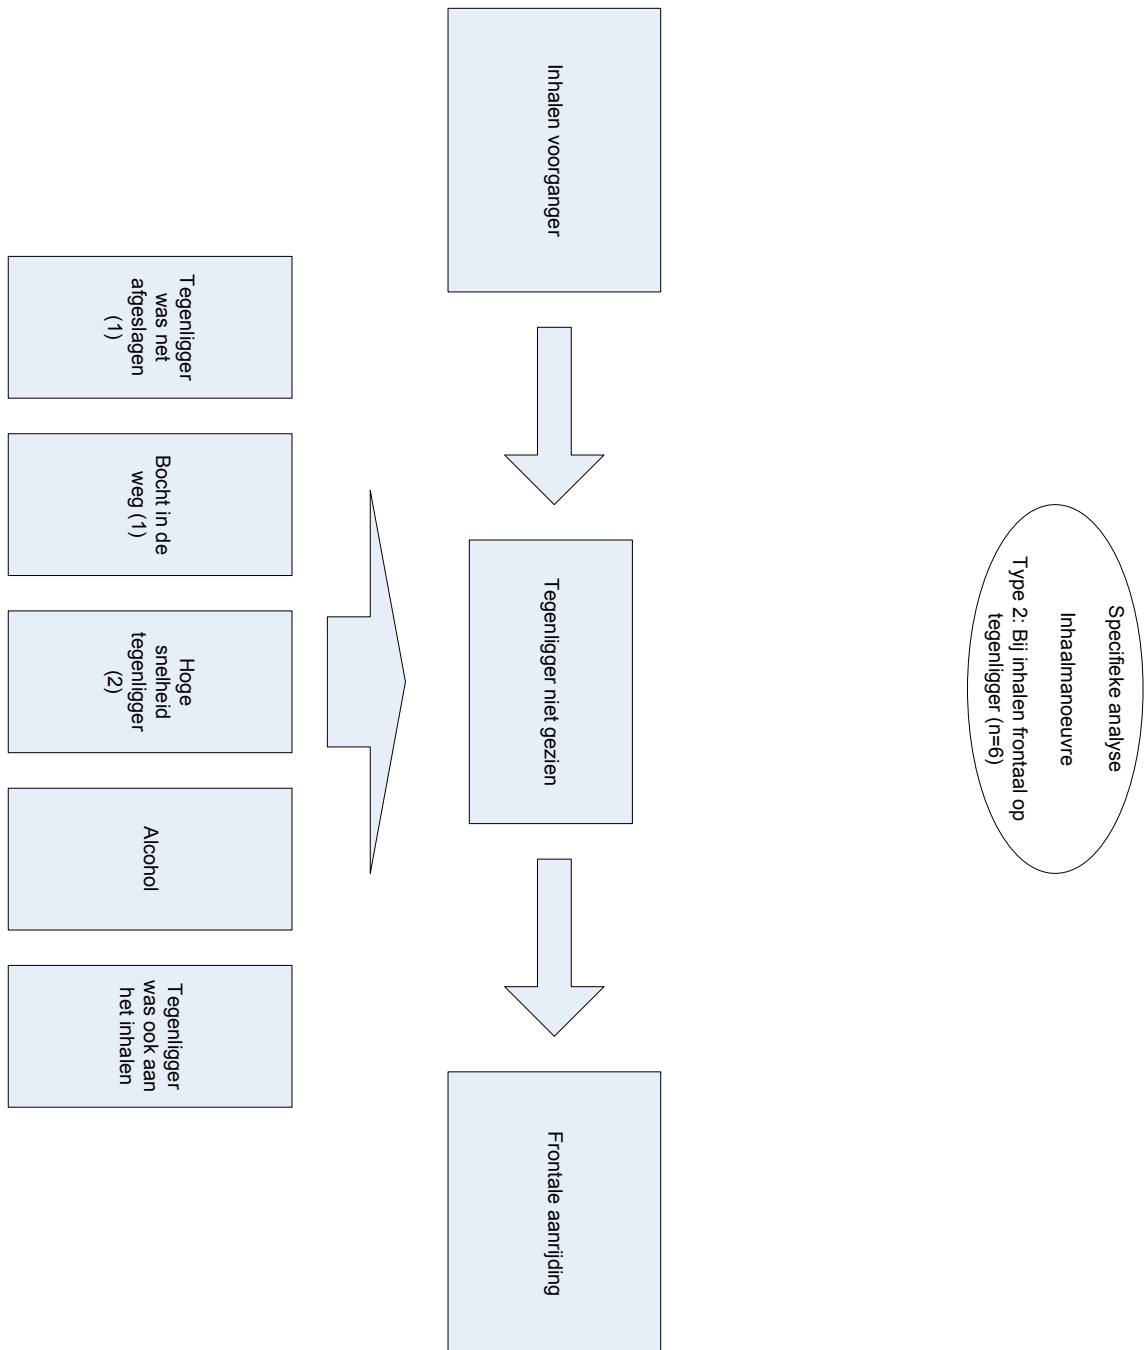 Specifieke analyse
Inhaalmanoeuvre
Type 2: Bij inhalen frontaal op
tegenligger (n=6)
Inhalen voorganger
Tegenligger niet gezien
Frontale aanrijding
Tegenligger
was net
afgeslagen
(1)
Bocht in de
weg (1)
Hoge
snelheid
tegenligger
(2)
Alcohol
Tegenligger
was ook aan
het inhalen